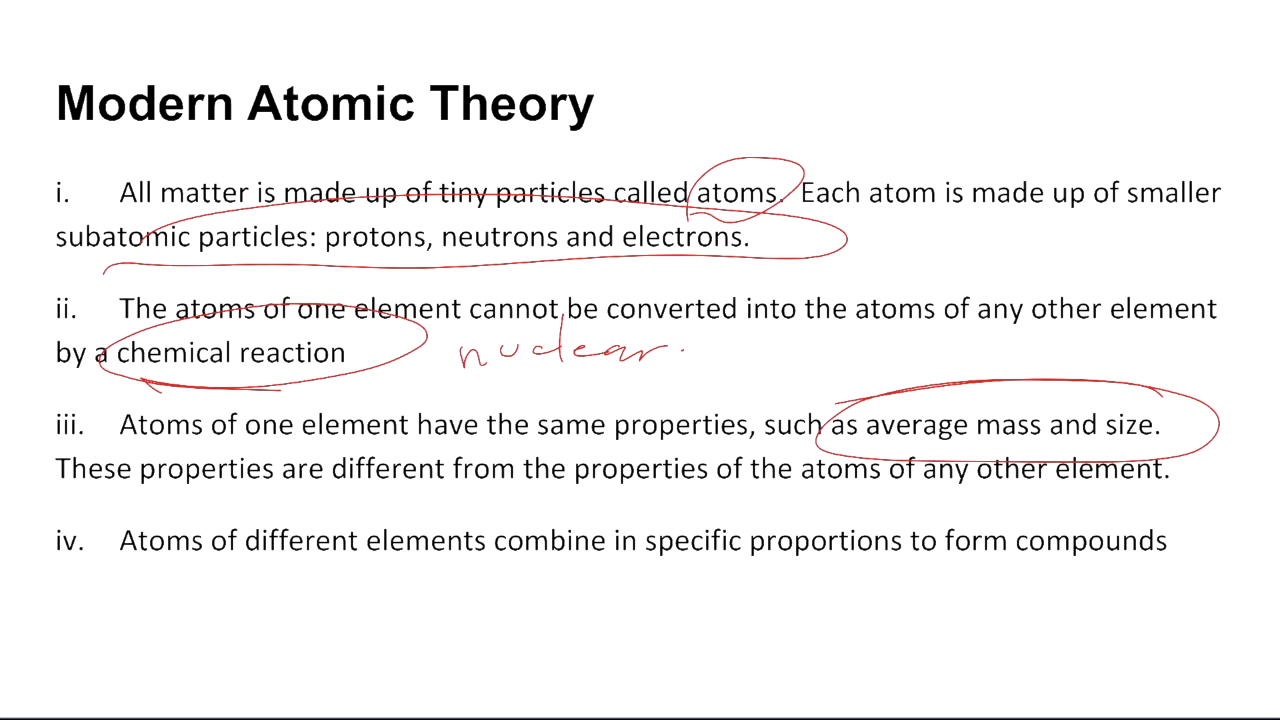 Modern Atomic Theory
i. All matter is made up of tiny particles called atoms. Each atom is made up of smaller
subatomic particles: protons, neutrons and electrons.
ii. The atoms of one element cannot be converted into the atoms of any other element
by a chemical reaction nuclear.
iii. Atoms of one element have the same properties, such as average mass and size.
These properties are different from the properties of the atoms of any other element.
iv. Atoms of different elements combine in specific proportions to form compounds